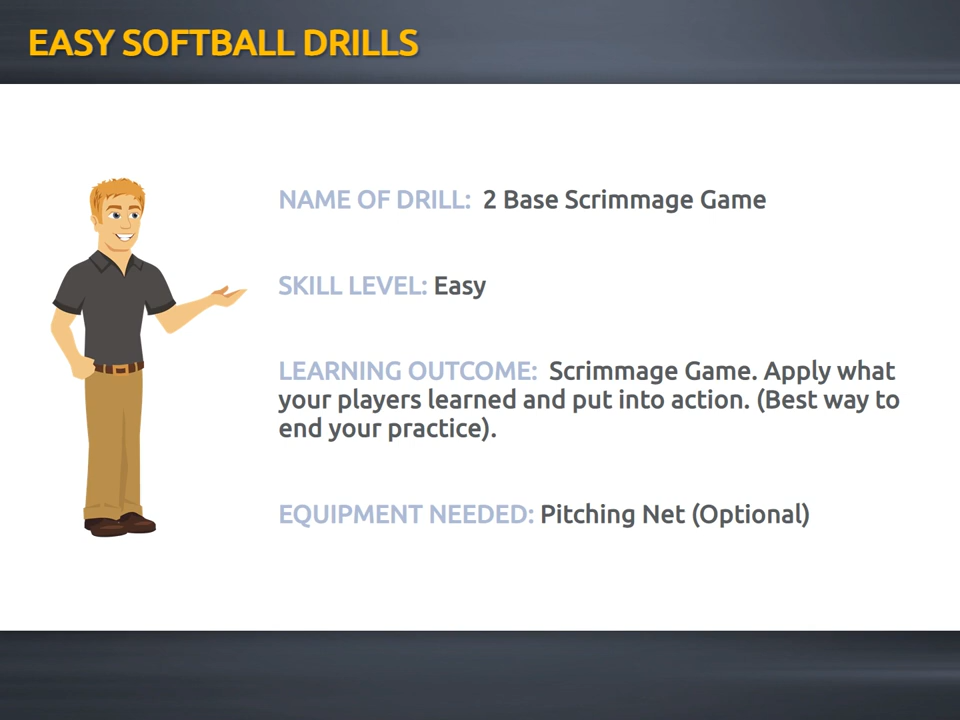 EASY SOFTBALL DRILLS
NAME OF DRILL: 2 Base Scrimmage Game
SKILL LEVEL: Easy
LEARNING OUTCOME: Scrimmage Game. Apply what
your players learned and put into action. (Best way to
end your practice).
EQUIPMENT NEEDED: Pitching Net (Optional)